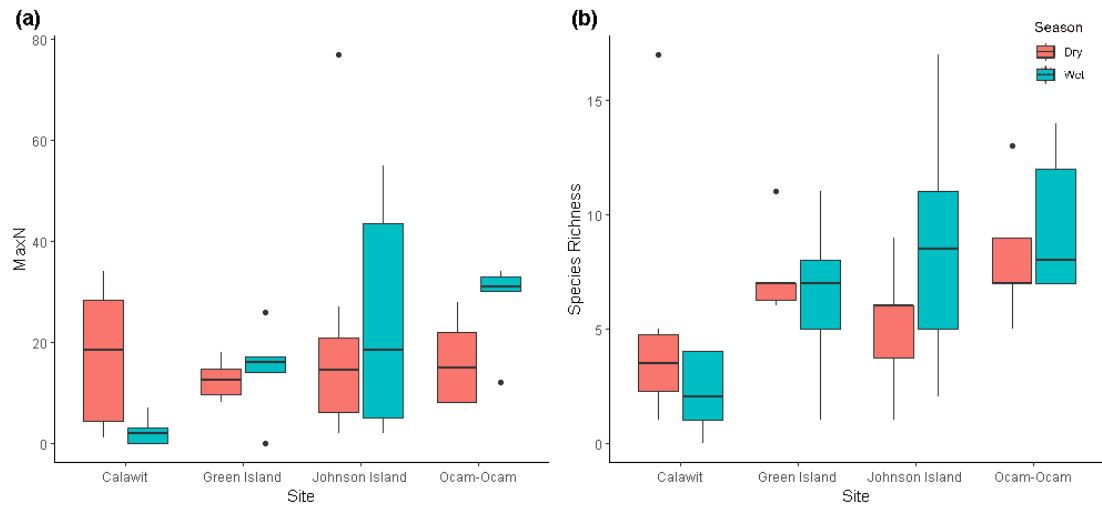 (a)
MaxN
80
60
40
20
0
Calawit Green Island Johnson Island Ocam-Ocam
Site
(b)
Species Richness
15
10
5
0
Calawit Green Island Johnson Island Ocam-Ocam
Site
Season
Dry
Wet